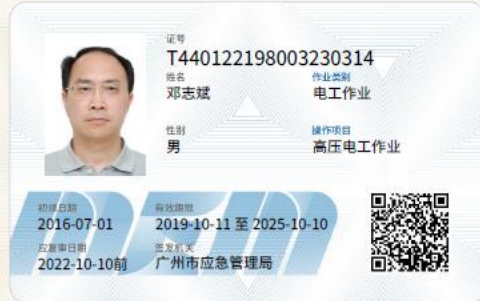 证号
T440122198003230314
姓名
邓志斌
作业类别
电工作业
性别
男
操作项目
高压电工作业
初领日期
2016-07-01
有效期限
2019-10-11 至 2025-10-10
应复审日期
2022-10-10前
签发机关
广州市应急管理局